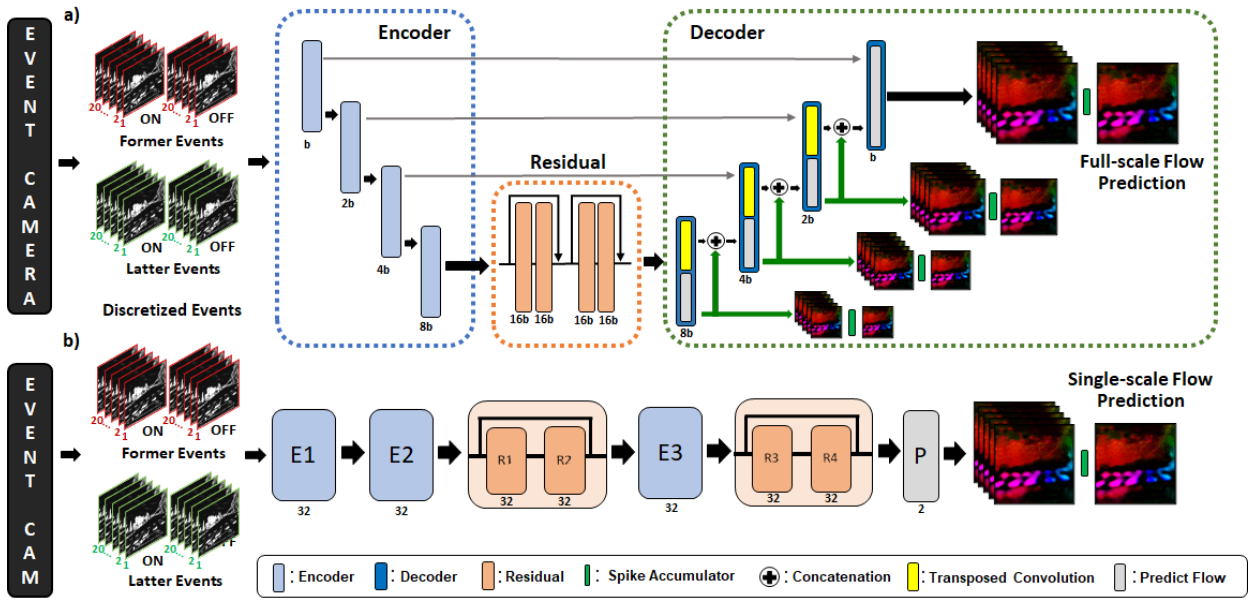 a)
EVENT CAMERA
20 2 1 ON
20 2 1 OFF
Former Events
20 2 1 ON
20 2 1 OFF
Latter Events
Discretized Events
Encoder
b
2b
4b
8b
Residual
16b 16b 16b 16b
Decoder
8b
4b
2b
b
Full-scale Flow
Prediction
b)
EVENT CAM
20 2 1 ON
20 2 1 OFF
Former Events
20 2 1 ON
20 2 1
Latter Events
E1
32
E2
32
R1 R2
32 32
E3
32
R3 R4
32 32
P
2
Single-scale Flow
Prediction
: Encoder
: Decoder
: Residual
: Spike Accumulator
: Concatenation
: Transposed Convolution
: Predict Flow